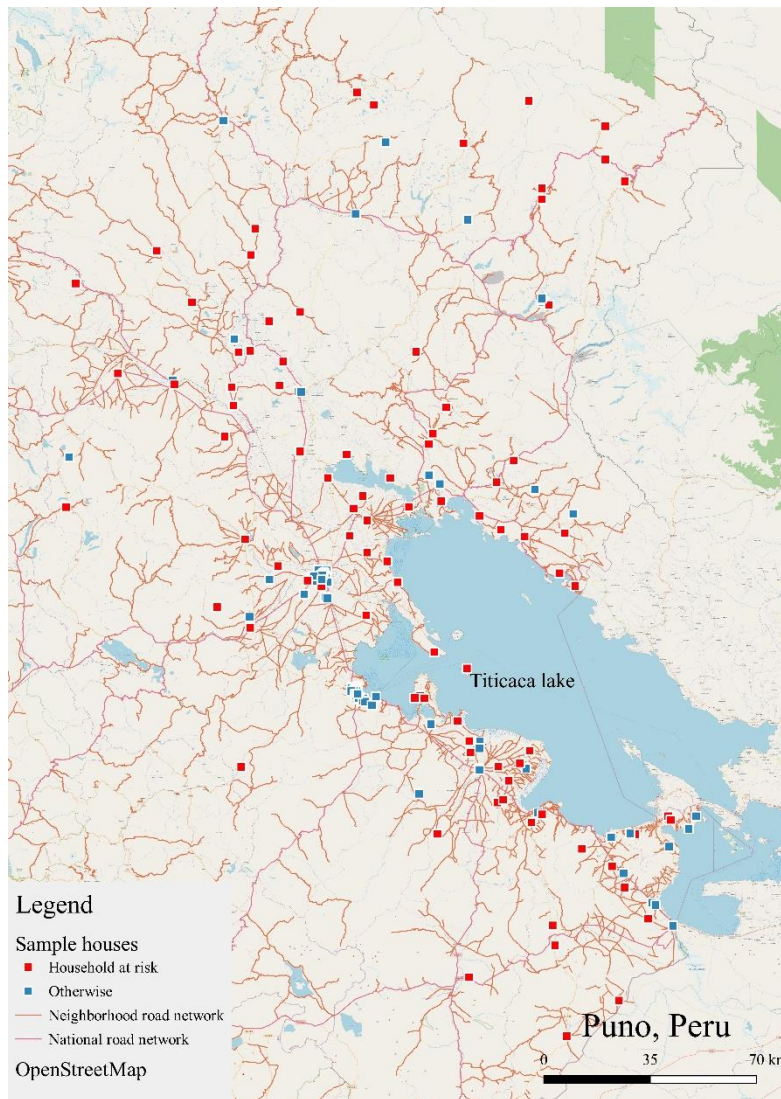 Titicaca lake
Legend
Sample houses
Household at risk
Otherwise
Neighborhood road network
National road network
OpenStreetMap
Puno, Peru
0 35 70 km